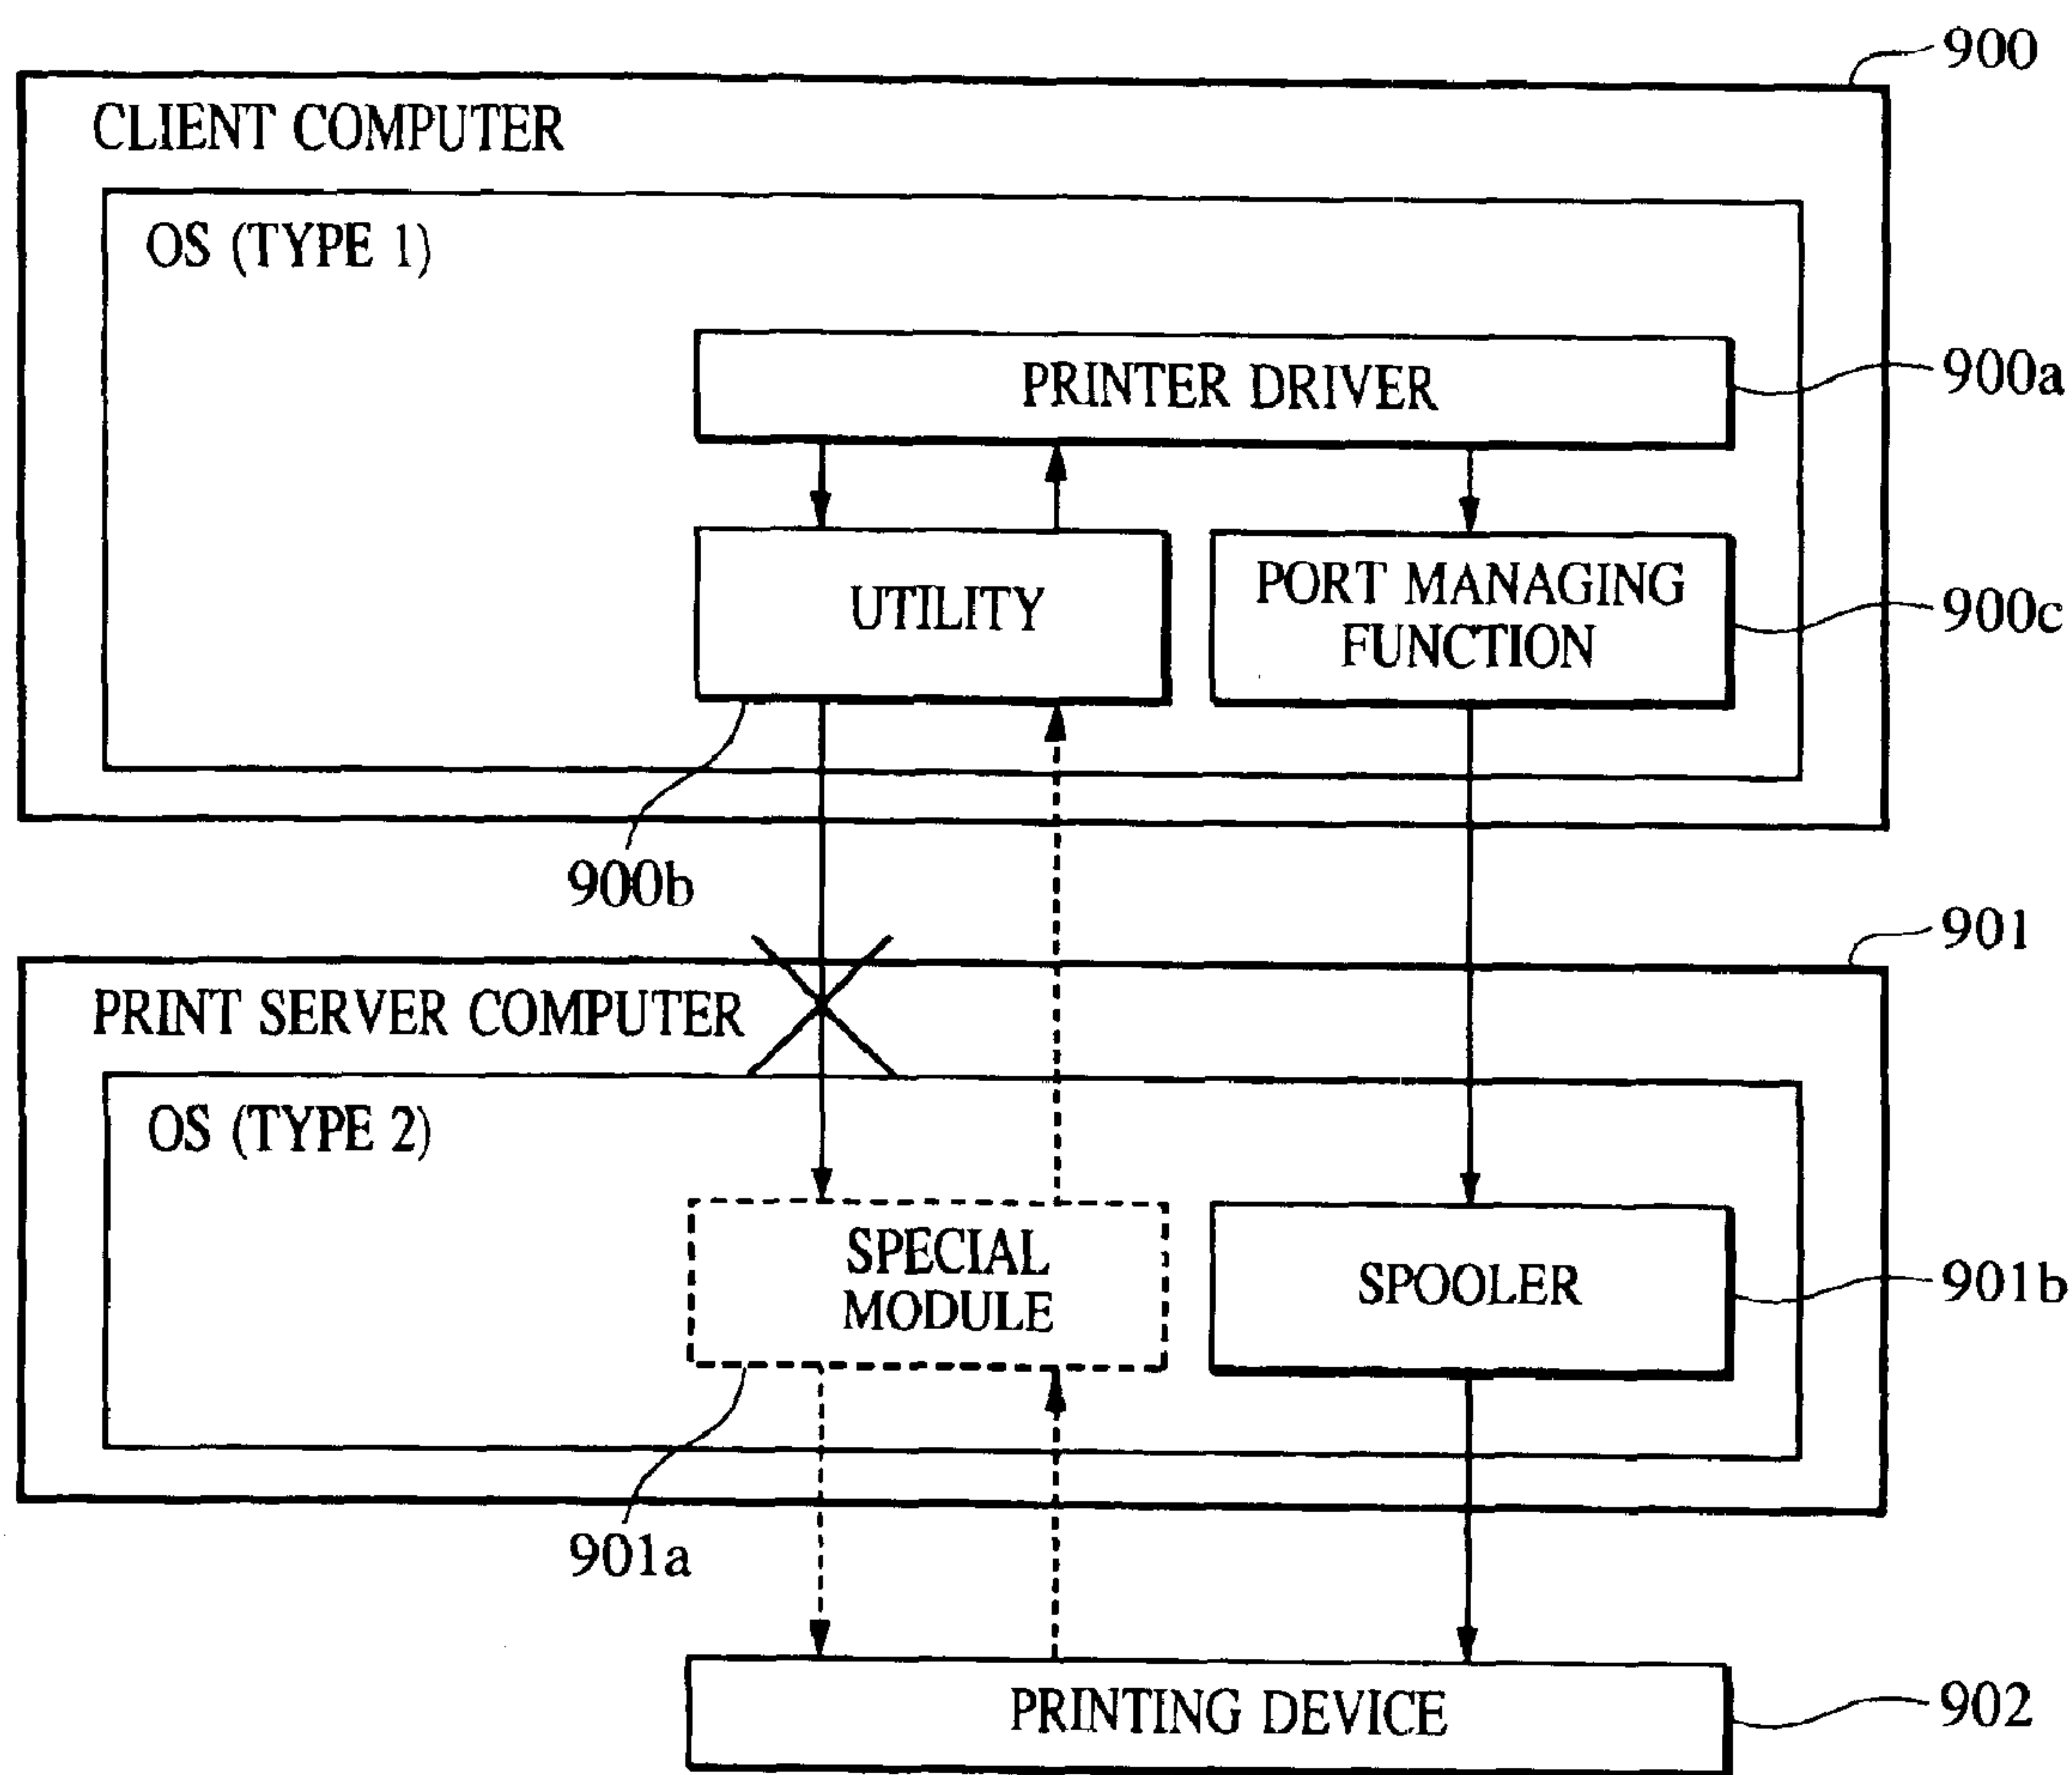 900
CLIENT COMPUTER
OS (TYPE 1)
PRINTER DRIVER
900a
UTILITY
PORT MANAGING
FUNCTION
900c
900b
901
PRINT SERVER COMPUTER
OS (TYPE 2)
SPECIAL
MODULE
SPOOLER
901b
901a
PRINTING DEVICE
902